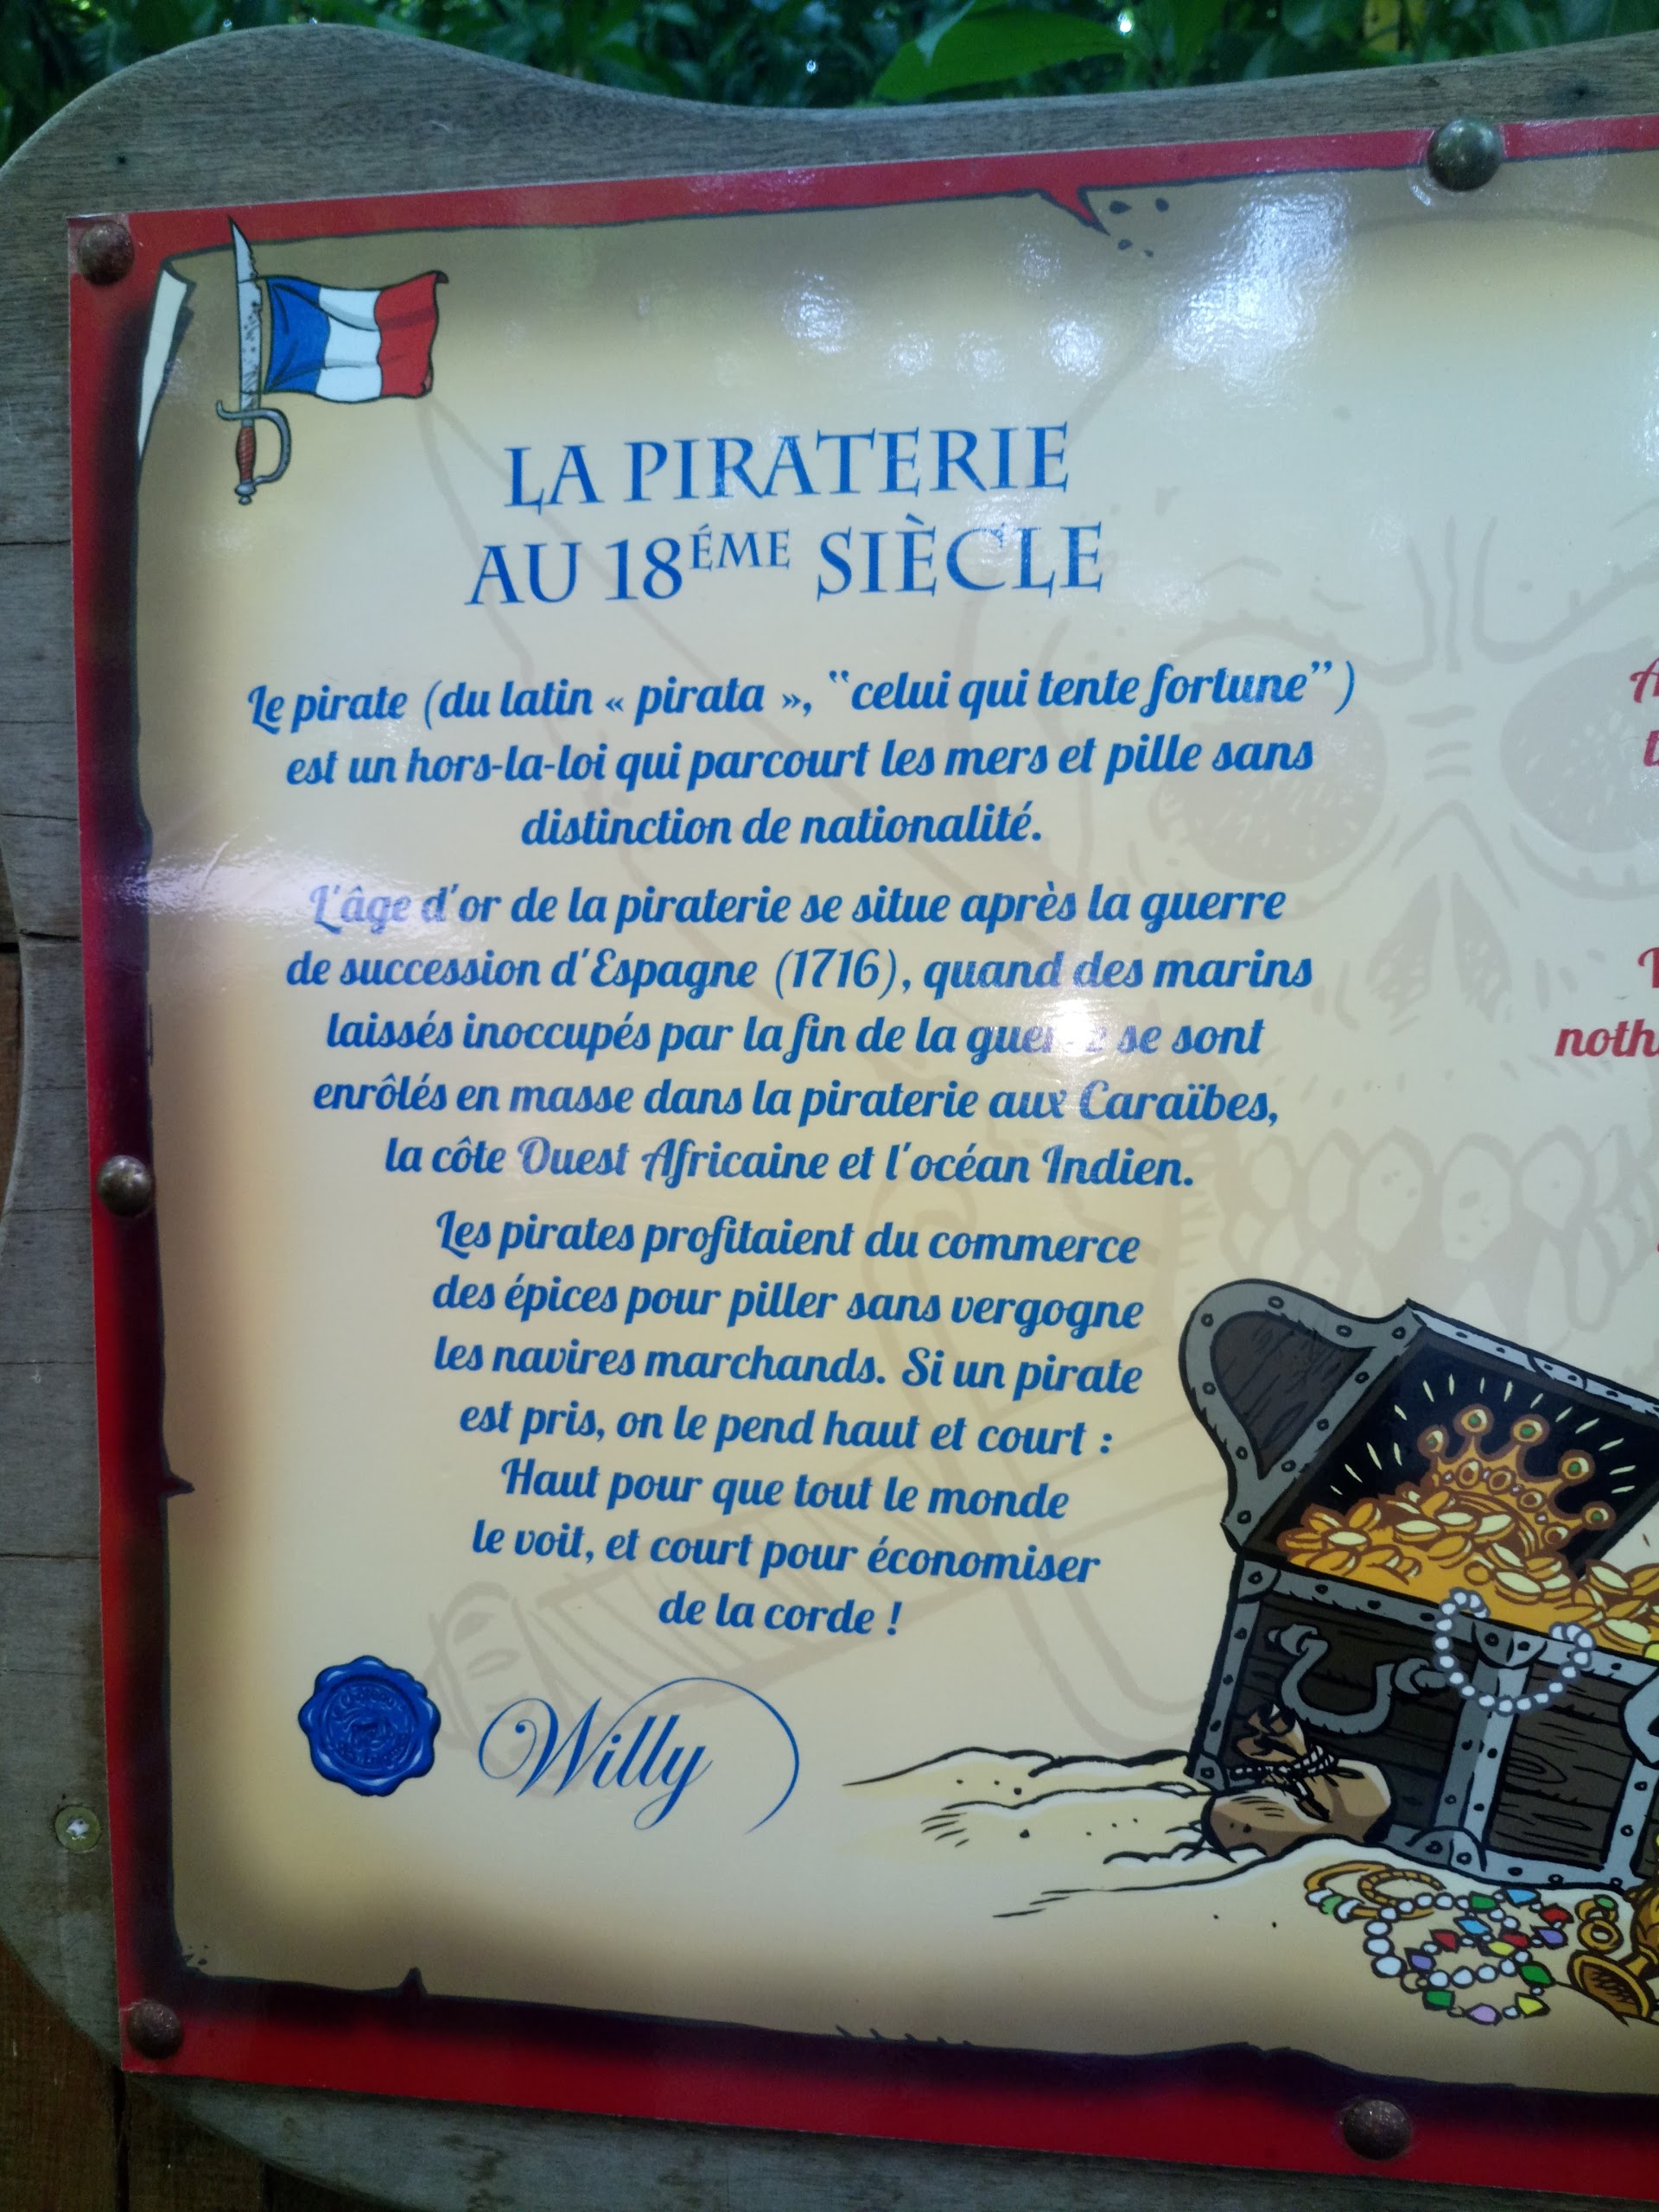 LA PIRATERIE
AU 18ÉME SIÈCLE
Le pirate (du latin « pirata », “celui qui tente fortune”)
est un hors-la-loi qui parcourt les mers et pille sans
distinction de nationalité.
L'âge d'or de la piraterie se situe après la guerre
de succession d'Espagne (1716), quand des marins
laissés inoccupés par la fin de la guerre se sont
enrôlés en masse dans la piraterie aux Caraïbes,
la côte Ouest Africaine et l'océan Indien.
Les pirates profitaient du commerce
des épices pour piller sans vergogne
les navires marchands. Si un pirate
est pris, on le pend haut et court :
Haut pour que tout le monde
le voit, et court pour économiser
de la corde !
Willy
noth